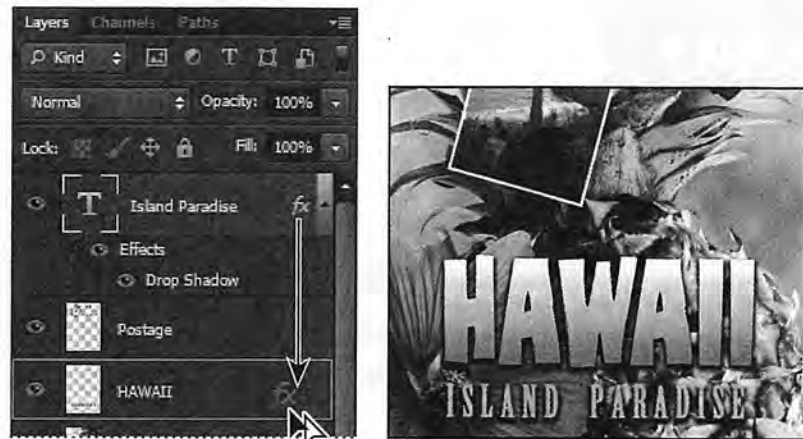 Layers Channels Paths
Kind
Normal Opacity: 100%
Lock: Fill: 100%
T Island Paradise fx
Effects
Drop Shadow
Postage
HAWAII fx
HAWAII
ISLAND PARADISE